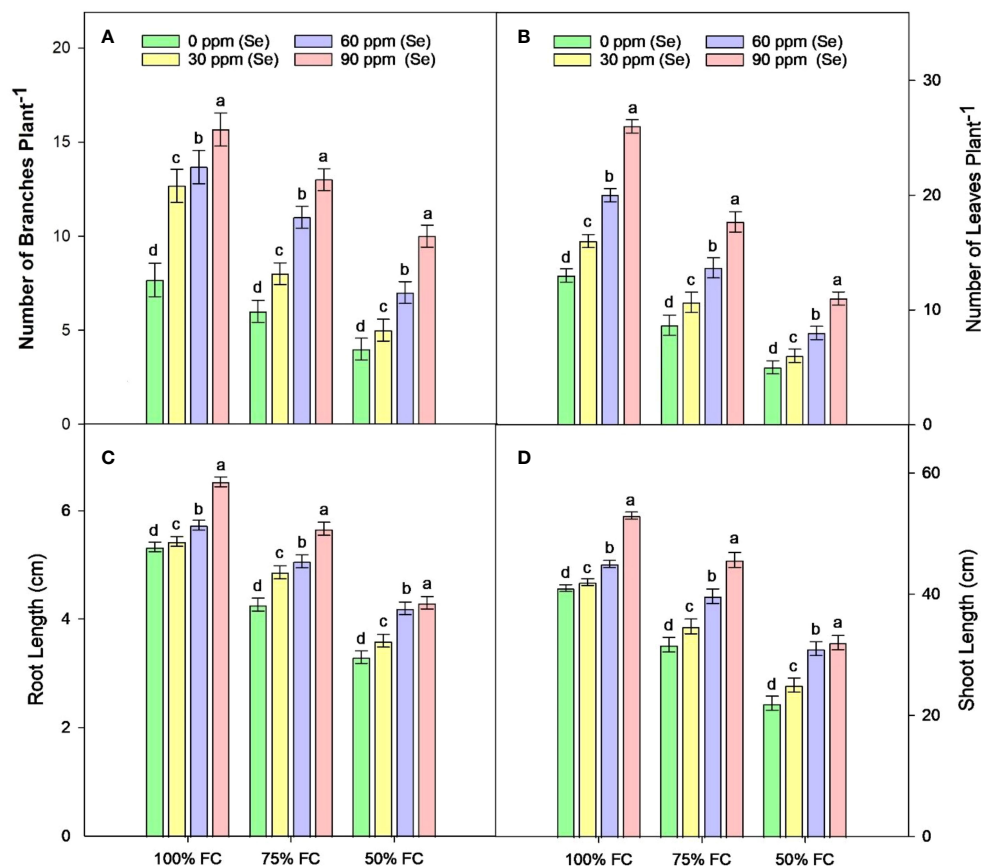 A
0 ppm (Se) 60 ppm (Se)
30 ppm (Se) 90 ppm (Se)
Number of Branches Plant-1
20
15
10
5
0
d c b a
d c b a
d c b a
B
0 ppm (Se) 60 ppm (Se)
30 ppm (Se) 90 ppm (Se)
Number of Leaves Plant-1
30
20
10
0
d c b a
d c b a
d c b a
C
Root Length (cm)
6
4
2
0
d c b a
d c b a
d c b a
100% FC 75% FC 50% FC
D
Shoot Length (cm)
60
40
20
0
d c b a
d c b a
d c b a
100% FC 75% FC 50% FC